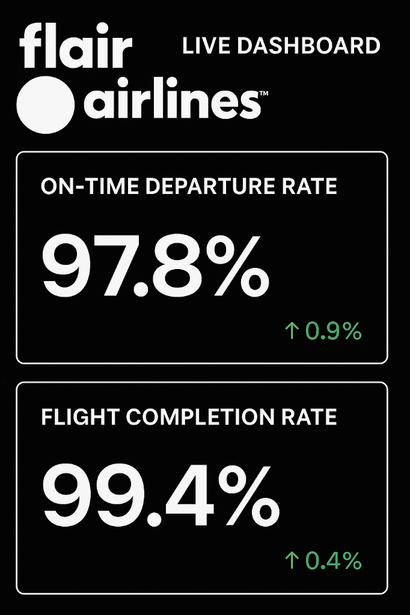 flair
airlines™
LIVE DASHBOARD
ON-TIME DEPARTURE RATE
97.8%
↑ 0.9%
FLIGHT COMPLETION RATE
99.4%
↑ 0.4%